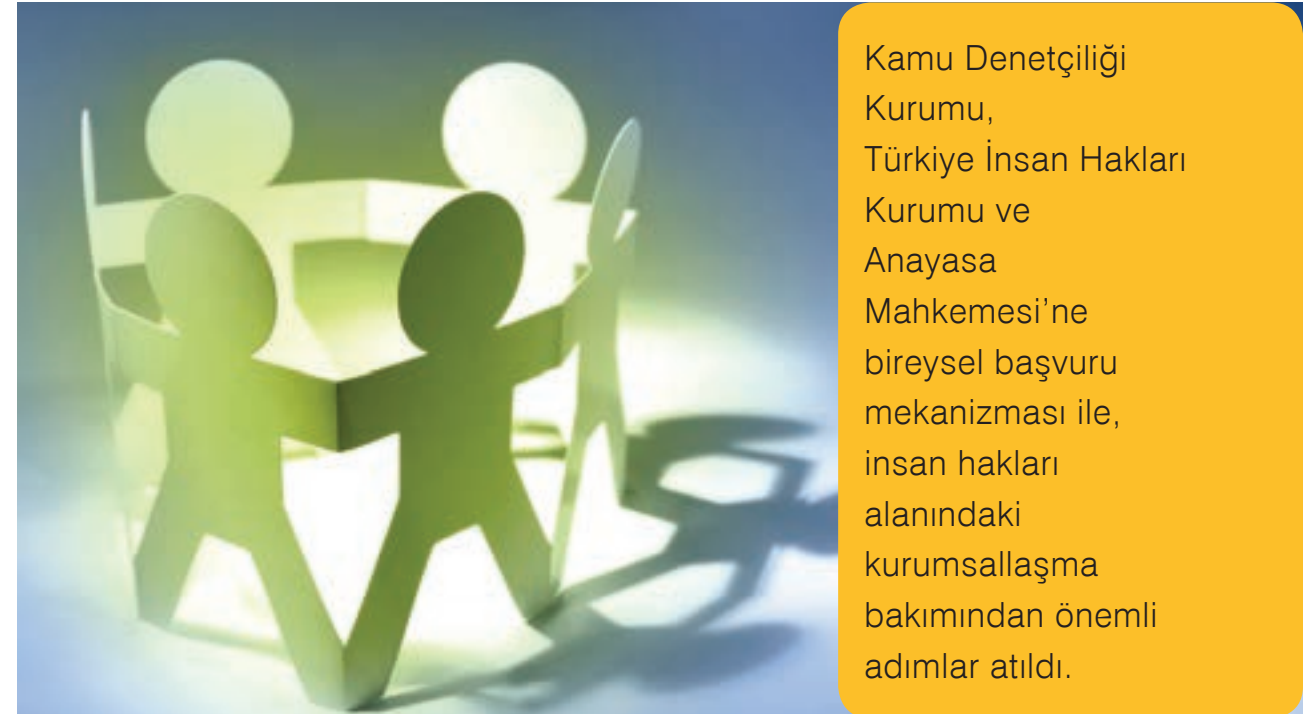 Kamu Denetçiliği
Kurumu,
Türkiye İnsan Hakları
Kurumu ve
Anayasa
Mahkemesi’ne
bireysel başvuru
mekanizması ile,
insan hakları
alanındaki
kurumsallaşma
bakımından önemli
adımlar atıldı.